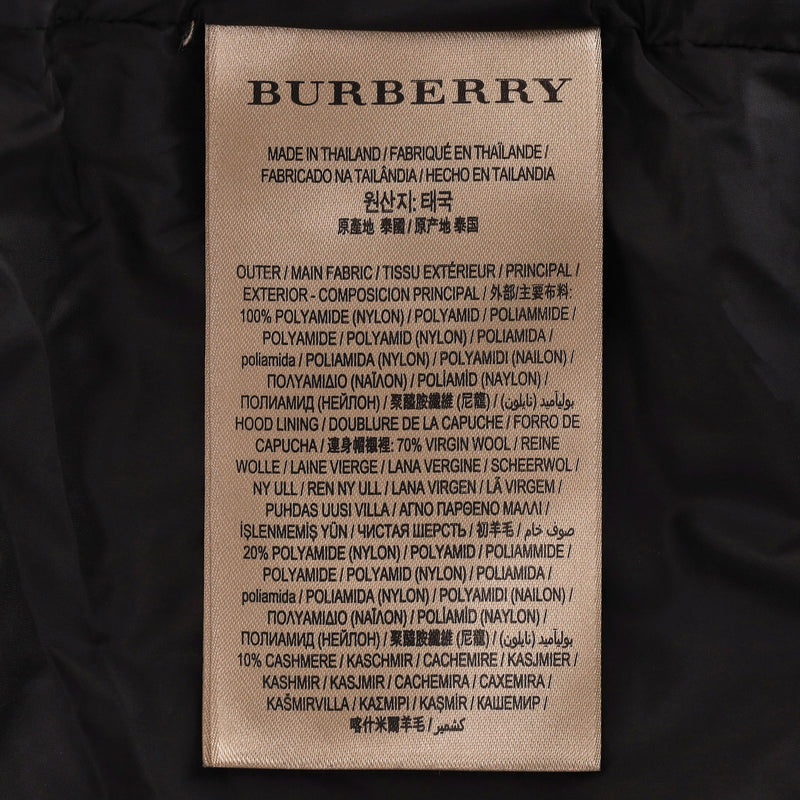 BURBERRY
MADE IN THAILAND / FABRIQUÉ EN THAÏLANDE /
FABRICADO NA TAILÂNDIA / HECHO EN TAILANDIA
원산지: 태국
原產地 泰國 / 原产地 泰国
OUTER / MAIN FABRIC / TISSU EXTÉRIEUR / PRINCIPAL /
EXTERIOR - COMPOSICION PRINCIPAL / 外部/主要布料:
100% POLYAMIDE (NYLON) / POLYAMID / POLIAMMIDE /
POLYAMIDE / POLYAMID (NYLON) / POLIAMIDA /
poliamida / POLIAMIDA (NYLON) / POLYAMIDI (NAILON) /
ΠΟΛΥΑΜΙΔΙΟ (ΝΑΪΛΟΝ) / POLİAMİD (NAYLON) /
ПОЛИАМИД (НЕЙЛОН) / 聚醯胺纖維 (尼龍) / بولیآمید (نایلون)
HOOD LINING / DOUBLURE DE LA CAPUCHE / FORRO DE
CAPUCHA / 連身帽襯裡: 70% VIRGIN WOOL / REINE
WOLLE / LAINE VIERGE / LANA VERGINE / SCHEERWOL /
NY ULL / REN NY ULL / LANA VIRGEN / LÃ VIRGEM /
PUHDAS UUSI VILLA / ΑΓΝΟ ΠΑΡΘΕΝΟ ΜΑΛΛΙ /
İŞLENMEMİŞ YÜN / ЧИСТАЯ ШЕРСТЬ / 初羊毛 / صوف خام /
20% POLYAMIDE (NYLON) / POLYAMID / POLIAMMIDE /
POLYAMIDE / POLYAMID (NYLON) / POLIAMIDA /
poliamida / POLIAMIDA (NYLON) / POLYAMIDI (NAILON) /
ΠΟΛΥΑΜΙΔΙΟ (ΝΑΪΛΟΝ) / POLİAMİD (NAYLON) /
ПОЛИАМИД (НЕЙЛОН) / 聚醯胺纖維 (尼龍) / بولیآمید (نایلون)
10% CASHMERE / KASCHMIR / CACHEMIRE / KASJMIER /
KASHMIR / KASJMIR / CACHEMIRA / CAXEMIRA /
KAŠMIRVILLA / ΚΑΣΜΙΡΙ / KAŞMİR / КАШЕМИР /
喀什米爾羊毛 / كشمير